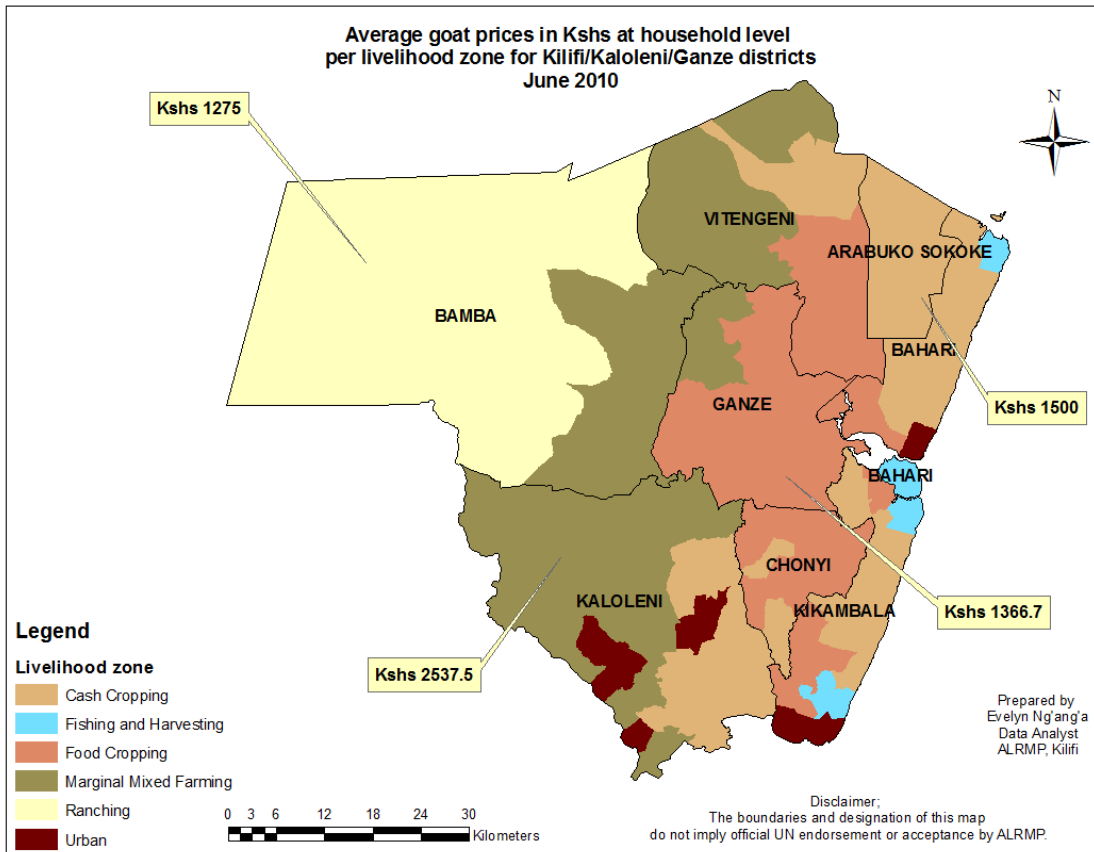 Average goat prices in Kshs at household level
per livelihood zone for Kilifi/Kaloleni/Ganze districts
June 2010
Kshs 1275
N
VITENGENI
ARABUKO SOKOKE
BAMBA
BAHARI
GANZE
Kshs 1500
BAHARI
CHONYI
KALOLENI
KIKAMBALA
Kshs 1366.7
Kshs 2537.5
Legend
Livelihood zone
Cash Cropping
Fishing and Harvesting
Food Cropping
Marginal Mixed Farming
Ranching
Urban
0 3 6 12 18 24 30
Kilometers
Prepared by
Evelyn Ng'ang'a
Data Analyst
ALRMP, Kilifi
Disclaimer;
The boundaries and designation of this map
do not imply official UN endorsement or acceptance by ALRMP.